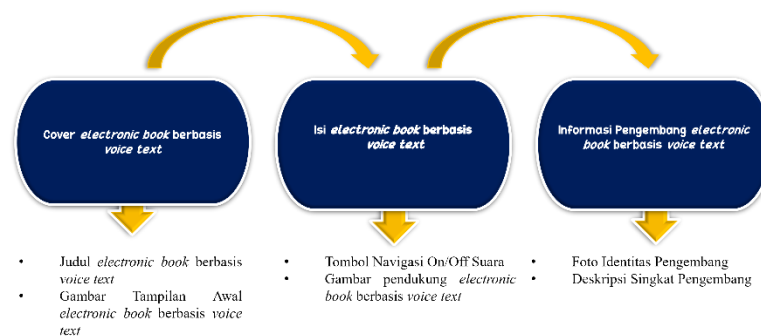 Cover electronic book berbasis
voice text
Isi electronic book berbasis
voice text
Informasi Pengembang electronic
book berbasis voice text
• Judul electronic book berbasis
voice text
• Gambar Tampilan Awal
electronic book berbasis voice
text
• Tombol Navigasi On/Off Suara
• Gambar pendukung electronic
book berbasis voice text
• Foto Identitas Pengembang
• Deskripsi Singkat Pengembang